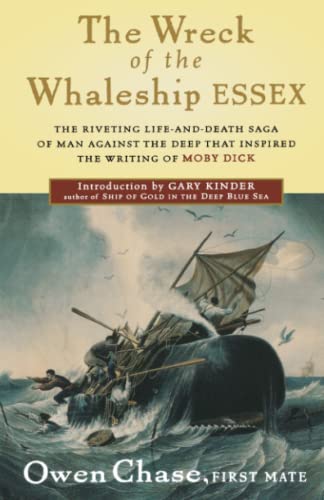 The Wreck
of the
Whaleship ESSEX
THE RIVETING LIFE-AND-DEATH SAGA
OF MAN AGAINST THE DEEP THAT INSPIRED
THE WRITING OF MOBY DICK
Introduction by GARY KINDER
author of SHIP OF GOLD IN THE DEEP BLUE SEA
Owen Chase, FIRST MATE